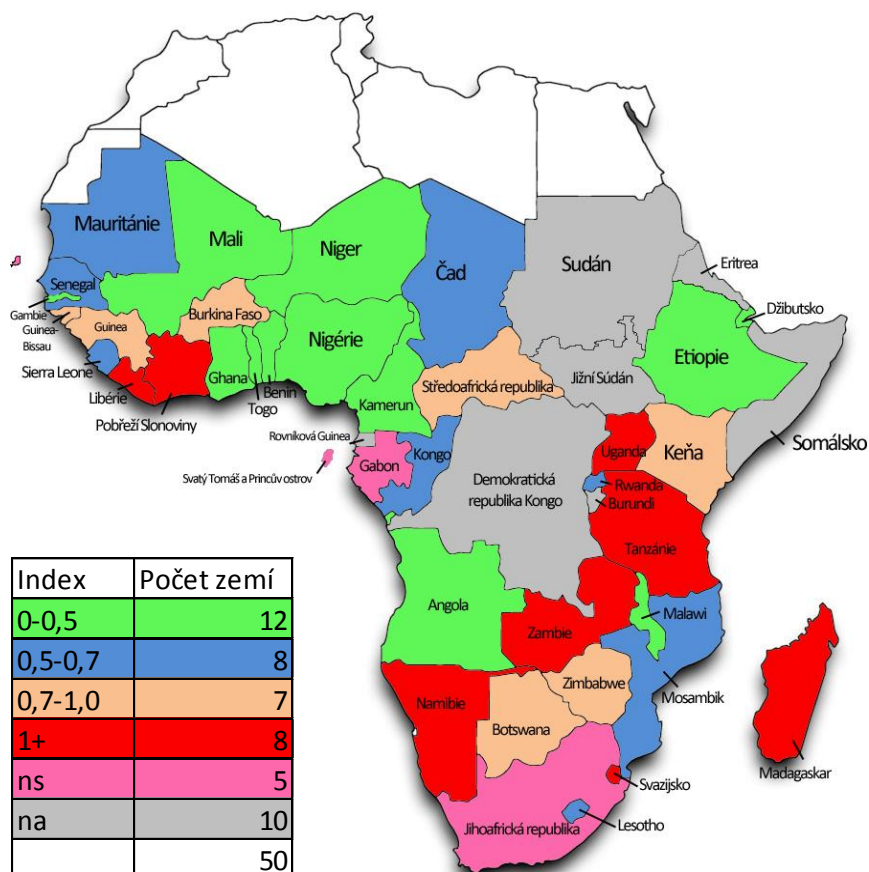 Mauritánie
Mali
Niger
Čad
Sudán
Eritrea
Senegal
Gambie
Guinea-
Bissau
Guinea
Burkina Faso
Nigérie
Džibutsko
Etiopie
Sierra Leone
Libérie
Pobřeží Slonoviny
Ghana
Togo
Benin
Kamerun
Středoafrická republika
Jižní Súdán
Somálsko
Rovníková Guinea
Svatý Tomáš a Princův ostrov
Gabon
Kongo
Demokratická
republika Kongo
Uganda
Keňa
Rwanda
Burundi
Tanzánie
Angola
Zambie
Malawi
Mosambik
Zimbabwe
Namibie
Botswana
Madagaskar
Svazijsko
Lesotho
Jihoafrická republika
Index Počet zemí
0-0,5 12
0,5-0,7 8
0,7-1,0 7
1+ 8
ns 5
na 10
50